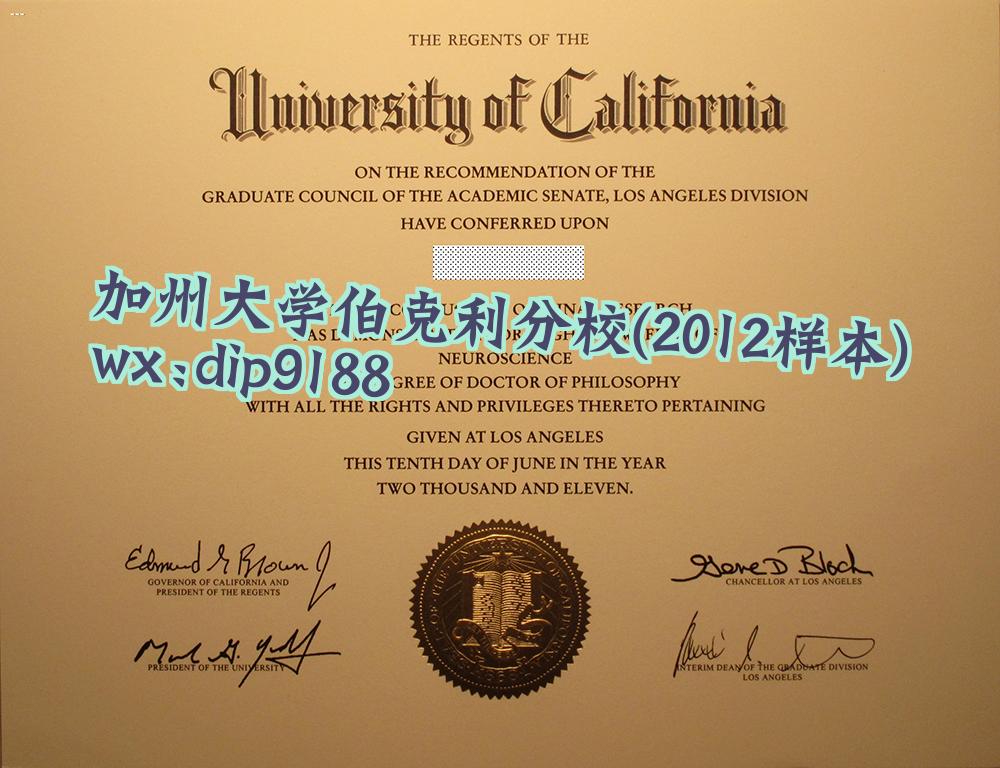 THE REGENTS OF THE
University of California
ON THE RECOMMENDATION OF THE
GRADUATE COUNCIL OF THE ACADEMIC SENATE, LOS ANGELES DIVISION
HAVE CONFERRED UPON
加州大学伯克利分校(2012样本)
wx:dip9188
NEUROSCIENCE
DOCTOR OF PHILOSOPHY
WITH ALL THE RIGHTS AND PRIVILEGES THERETO PERTAINING
GIVEN AT LOS ANGELES
THIS TENTH DAY OF JUNE IN THE YEAR
TWO THOUSAND AND ELEVEN.
GOVERNOR OF CALIFORNIA AND
PRESIDENT OF THE REGENTS
CHANCELLOR AT LOS ANGELES
PRESIDENT OF THE UNIVERSITY
INTERIM DEAN OF THE GRADUATE DIVISION
LOS ANGELES